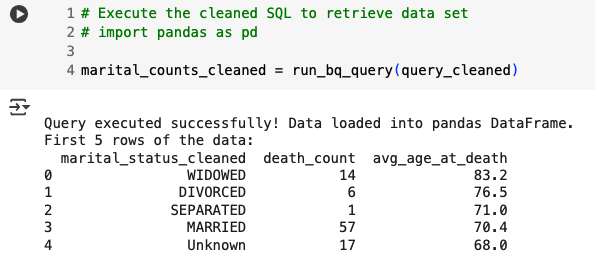 1 # Execute the cleaned SQL to retrieve data set
2 # import pandas as pd
3
4 marital_counts_cleaned = run_bq_query(query_cleaned)
Query executed successfully! Data loaded into pandas DataFrame.
First 5 rows of the data:
marital_status_cleaned death_count avg_age_at_death
0 WIDOWED 14 83.2
1 DIVORCED 6 76.5
2 SEPARATED 1 71.0
3 MARRIED 57 70.4
4 Unknown 17 68.0